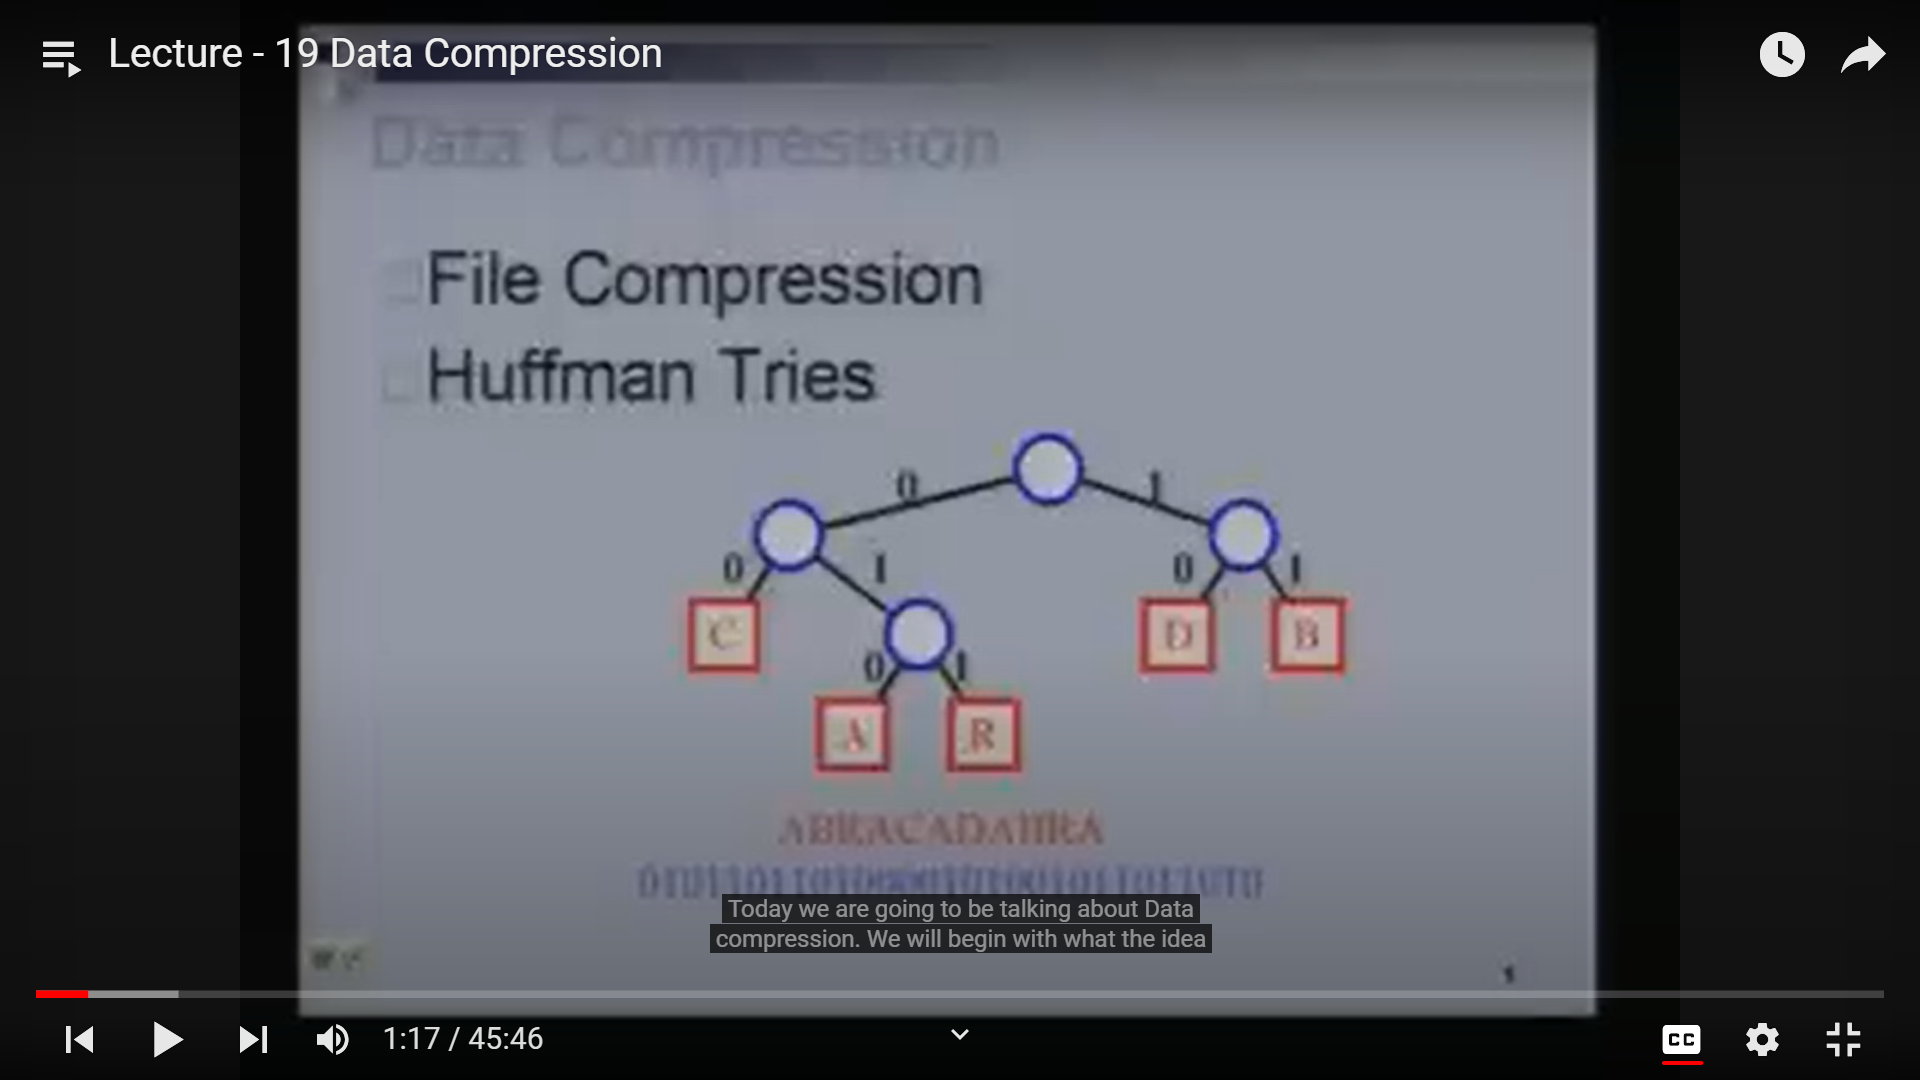 Lecture - 19 Data Compression
Data Compression
File Compression
Huffman Tries
0 1
0 1 0 1
C D B
0 1
A R
ABRACADABRA
Today we are going to be talking about Data
compression. We will begin with what the idea
1
1:17 / 45:46
CC